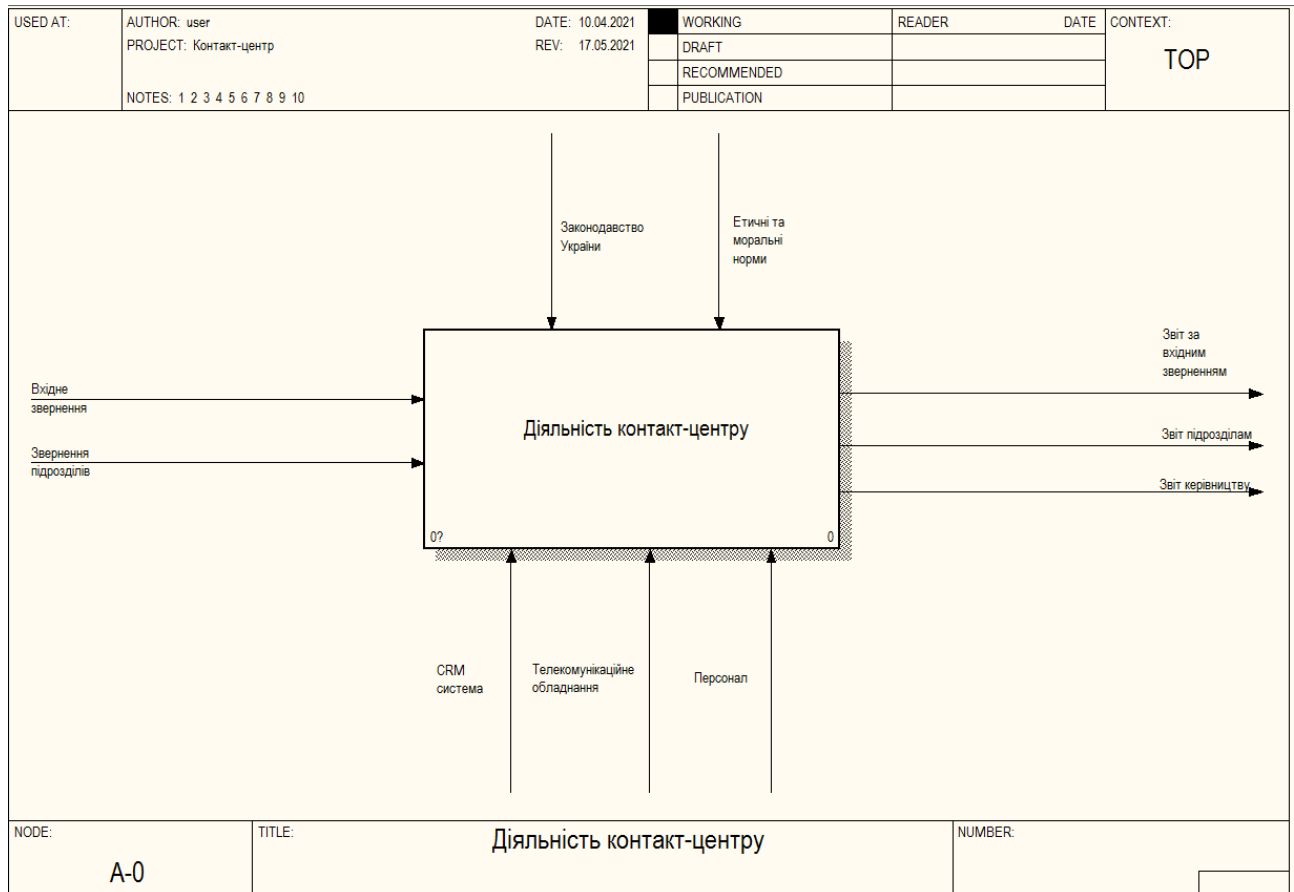 USED AT:
AUTHOR: user
DATE: 10.04.2021
PROJECT: Контакт-центр
REV: 17.05.2021
NOTES: 1 2 3 4 5 6 7 8 9 10
WORKING
DRAFT
RECOMMENDED
PUBLICATION
READER
DATE
CONTEXT:
TOP
Законодавство
України
Етичні та
моральні
норми
Вхідне
звернення
Звернення
підрозділів
Діяльність контакт-центру
0?
0
Звіт за
вхідним
зверненням
Звіт підрозділам
Звіт керівництву
CRM
система
Телекомунікаційне
обладнання
Персонал
NODE:
A-0
TITLE:
Діяльність контакт-центру
NUMBER: